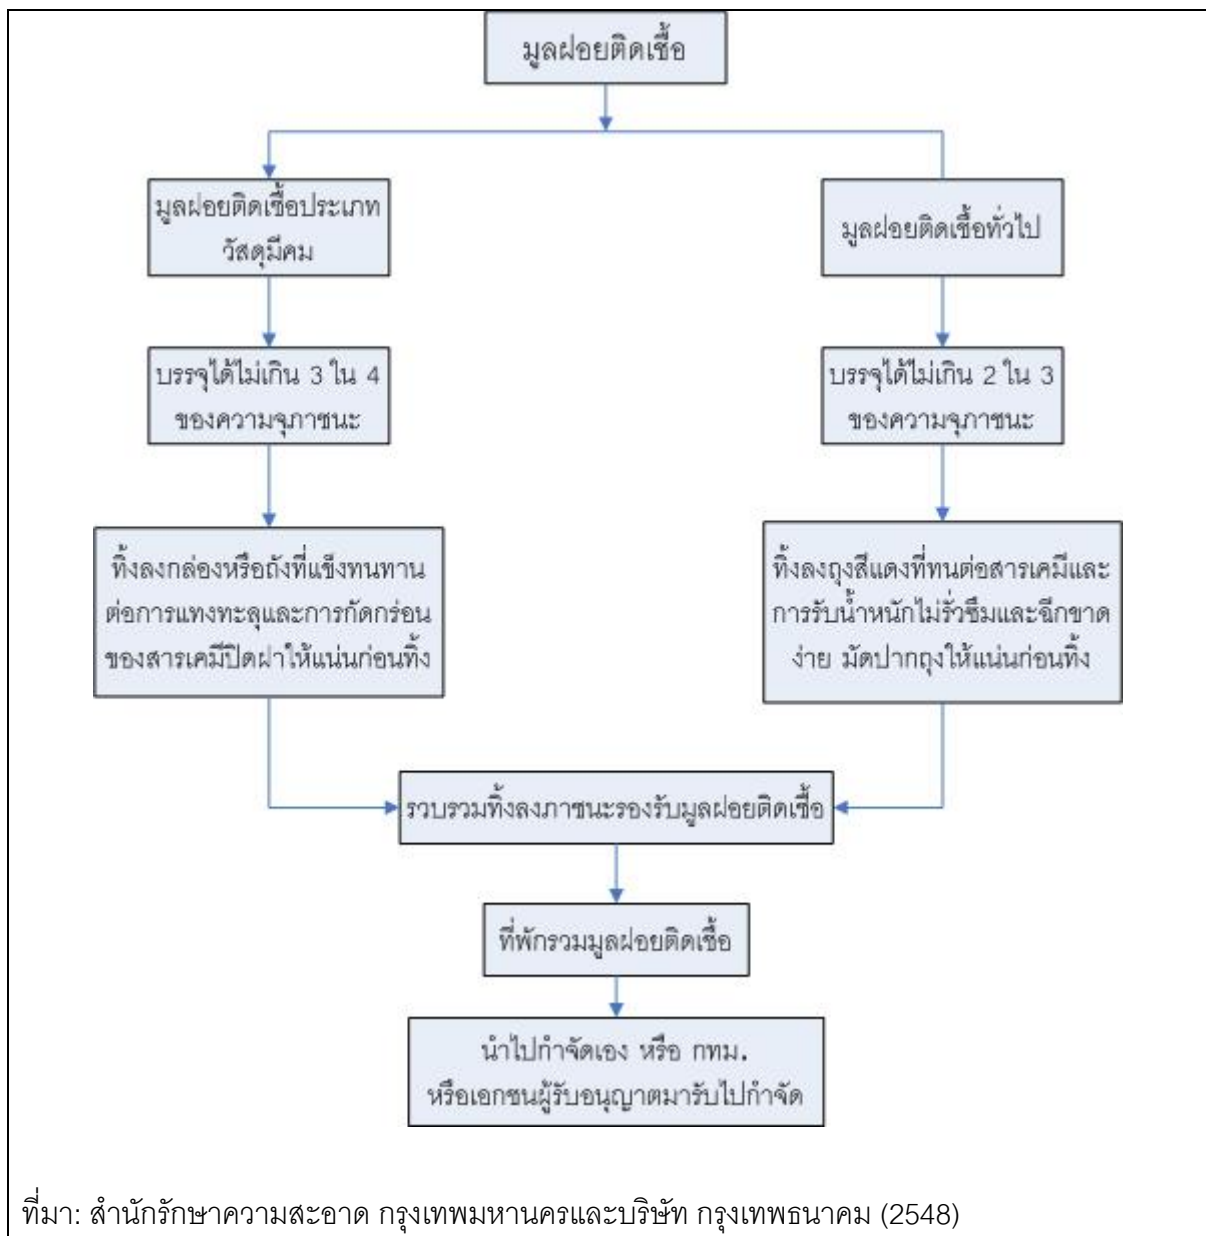 มูลฝอยติดเชื้อ
มูลฝอยติดเชื้อประเภท
วัสดุมีคม
มูลฝอยติดเชื้อทั่วไป
บรรจุได้ไม่เกิน 3 ใน 4
ของความจุภาชนะ
บรรจุได้ไม่เกิน 2 ใน 3
ของความจุภาชนะ
ทิ้งลงกล่องหรือถังที่แข็งทนทาน
ต่อการแทงทะลุและการกัดกร่อน
ของสารเคมีปิดฝาให้แน่นก่อนทิ้ง
ทิ้งลงถุงสีแดงที่ทนต่อสารเคมีและ
การรับน้ำหนักไม่รั่วซึมและฉีกขาด
ง่าย มัดปากถุงให้แน่นก่อนทิ้ง
รวบรวมทิ้งลงภาชนะรองรับมูลฝอยติดเชื้อ
ที่พักรวมมูลฝอยติดเชื้อ
นำไปกำจัดเอง หรือ กทม.
หรือเอกชนผู้รับอนุญาตมารับไปกำจัด
ที่มา: สำนักรักษาความสะอาด กรุงเทพมหานครและบริษัท กรุงเทพธนาคม (2548)